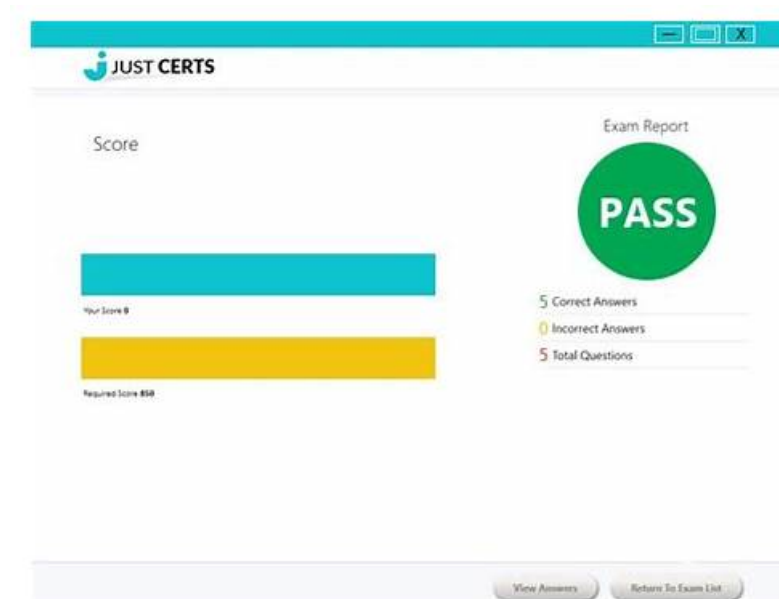 X
JUST CERTS
Score
Exam Report
PASS
Your Score 0
Required Score 850
5 Correct Answers
0 Incorrect Answers
5 Total Questions
View Answers
Return To Exam List